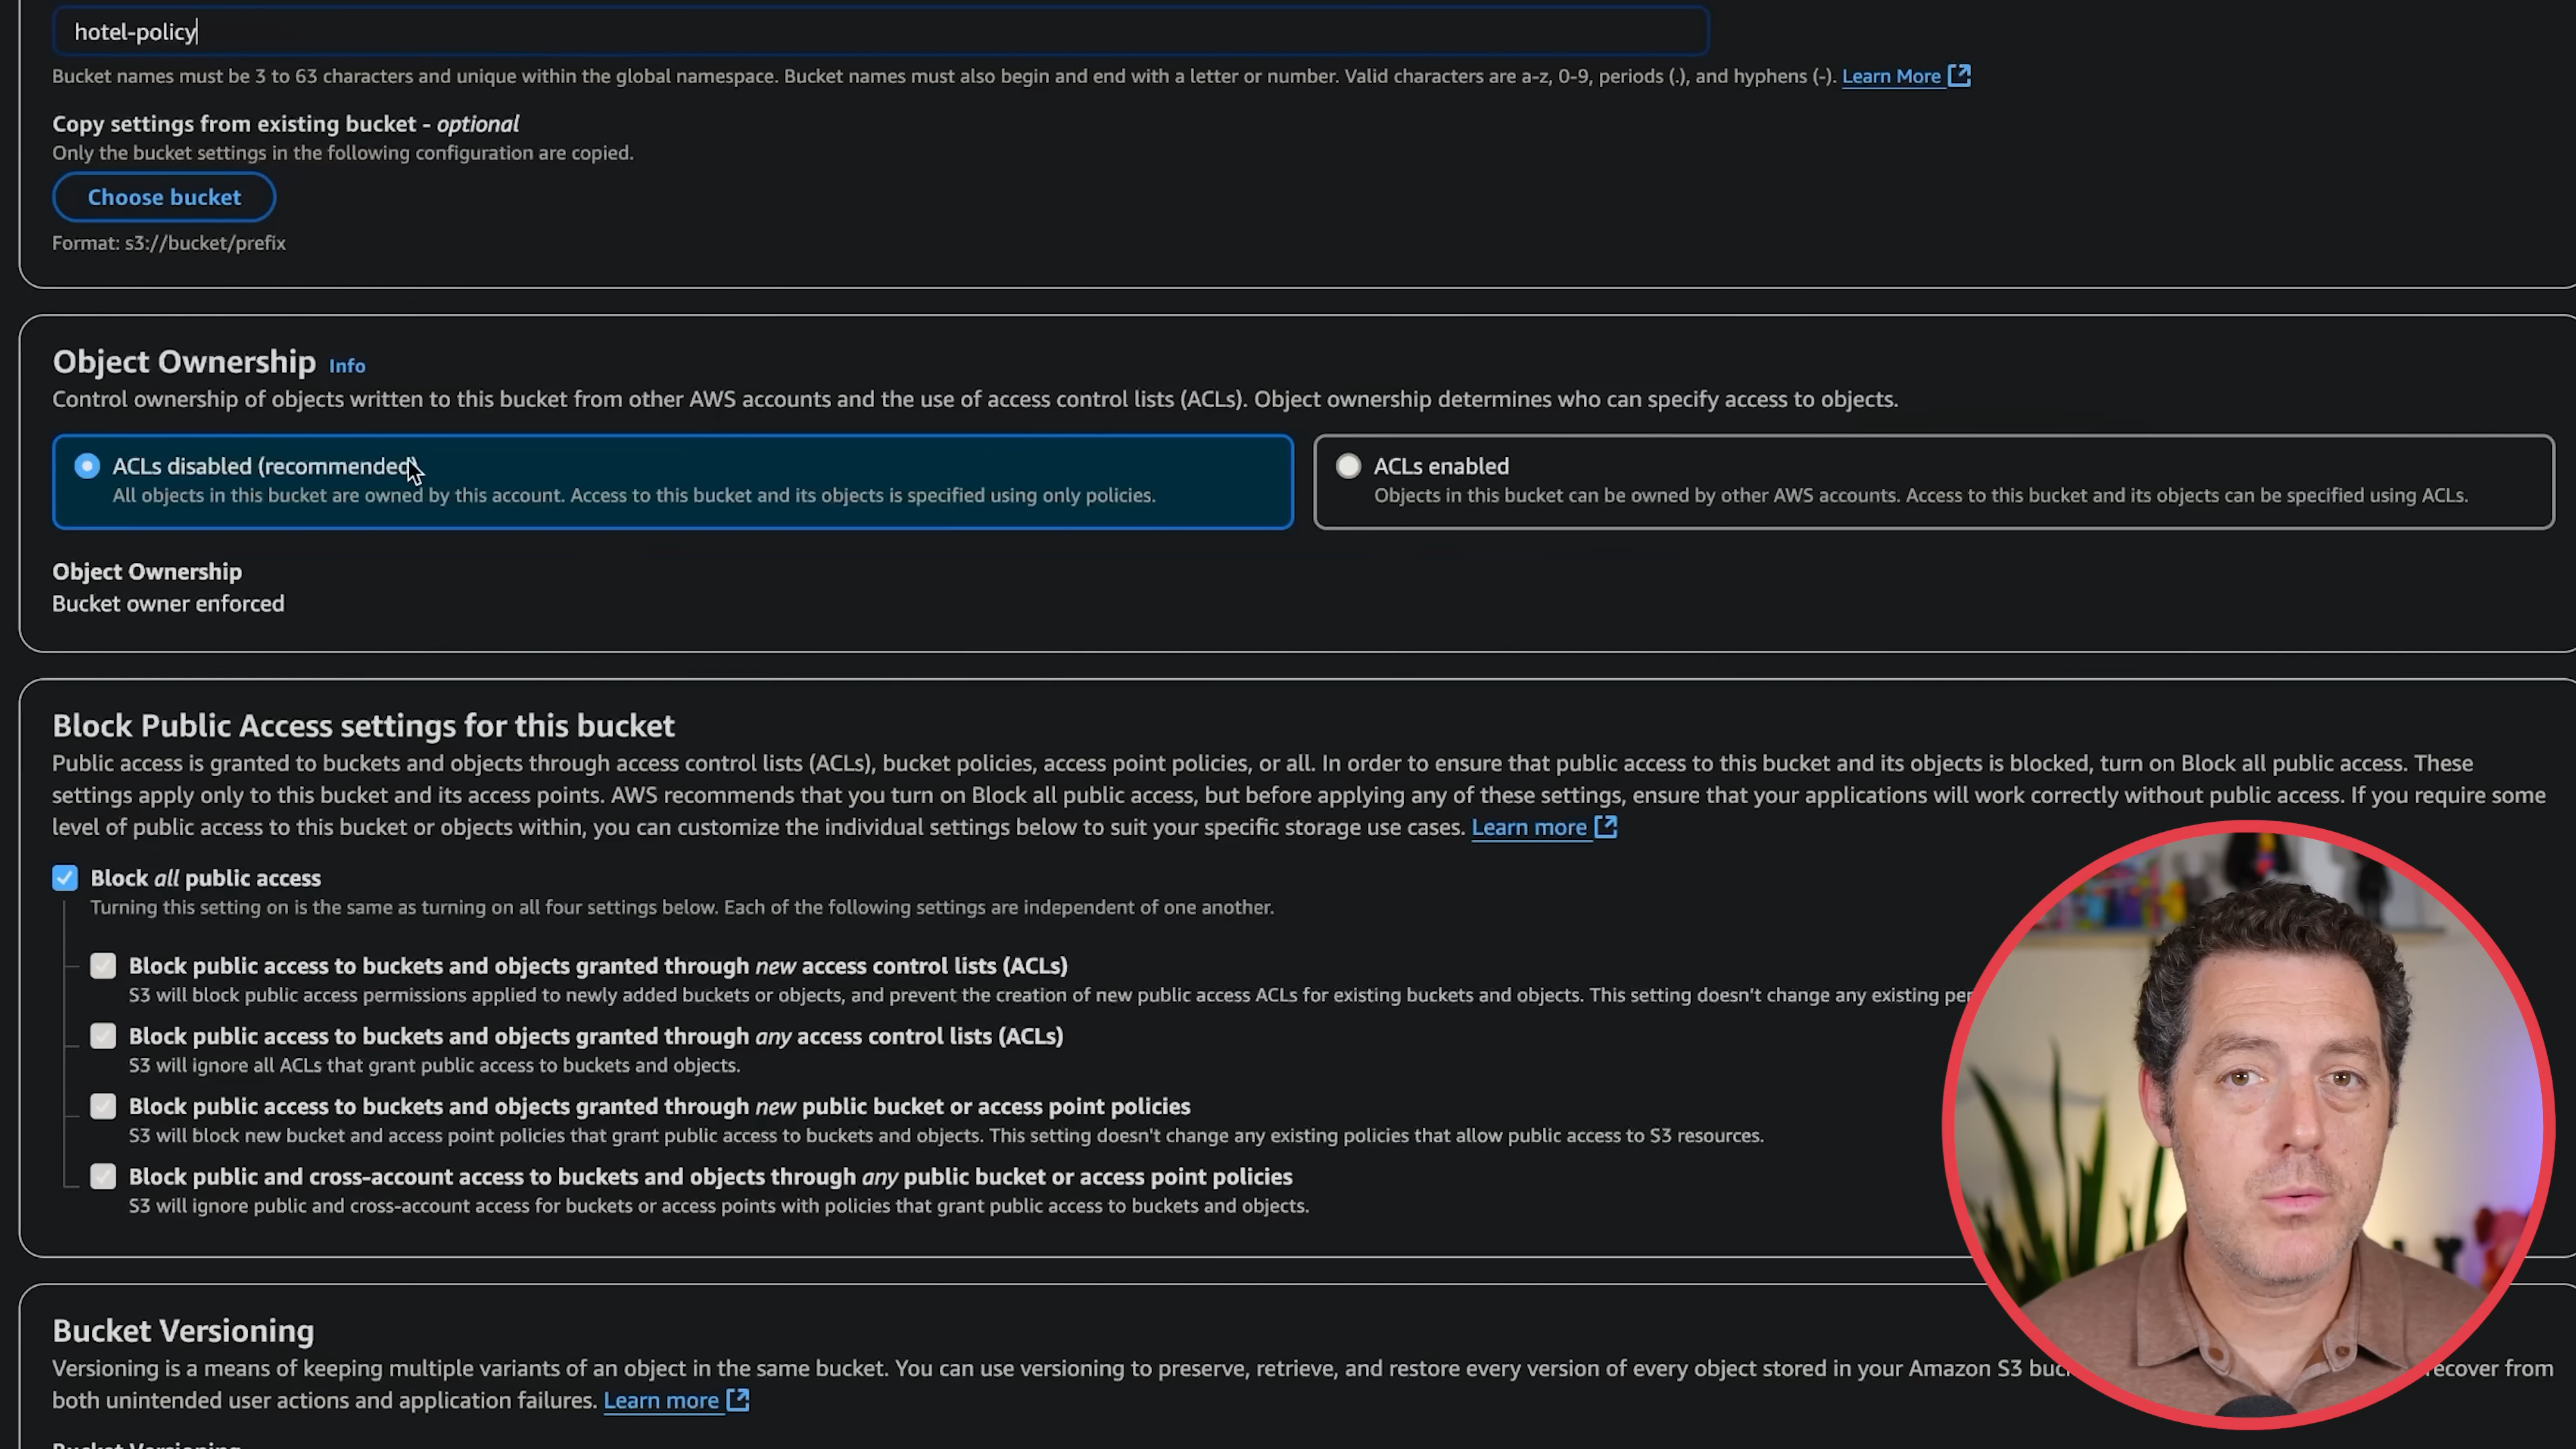 hotel-policy
Bucket names must be 3 to 63 characters and unique within the global namespace. Bucket names must also begin and end with a letter or number. Valid characters are a-z, 0-9, periods (.), and hyphens (-). Learn More
Copy settings from existing bucket - optional
Only the bucket settings in the following configuration are copied.
Choose bucket
Format: s3://bucket/prefix
Object Ownership Info
Control ownership of objects written to this bucket from other AWS accounts and the use of access control lists (ACLs). Object ownership determines who can specify access to objects.
ACLs disabled (recommended)
All objects in this bucket are owned by this account. Access to this bucket and its objects is specified using only policies.
ACLs enabled
Objects in this bucket can be owned by other AWS accounts. Access to this bucket and its objects can be specified using ACLs.
Object Ownership
Bucket owner enforced
Block Public Access settings for this bucket
Public access is granted to buckets and objects through access control lists (ACLs), bucket policies, access point policies, or all. In order to ensure that public access to this bucket and its objects is blocked, turn on Block all public access. These
settings apply only to this bucket and its access points. AWS recommends that you turn on Block all public access, but before applying any of these settings, ensure that your applications will work correctly without public access. If you require some
level of public access to this bucket or objects within, you can customize the individual settings below to suit your specific storage use cases. Learn more
Block all public access
Turning this setting on is the same as turning on all four settings below. Each of the following settings are independent of one another.
Block public access to buckets and objects granted through new access control lists (ACLs)
S3 will block public access permissions applied to newly added buckets or objects, and prevent the creation of new public access ACLs for existing buckets and objects. This setting doesn't change any existing
Block public access to buckets and objects granted through any access control lists (ACLs)
S3 will ignore all ACLs that grant public access to buckets and objects.
Block public access to buckets and objects granted through new public bucket or access point policies
S3 will block new bucket and access point policies that grant public access to buckets and objects. This setting doesn't change any existing policies that allow public access to S3 resources.
Block public and cross-account access to buckets and objects through any public bucket or access point policies
S3 will ignore public and cross-account access for buckets or access points with policies that grant public access to buckets and objects.
Bucket Versioning
Versioning is a means of keeping multiple variants of an object in the same bucket. You can use versioning to preserve, retrieve, and restore every version of every object stored in your Amazon S3 recover from
both unintended user actions and application failures. Learn more
Bucket Versioning